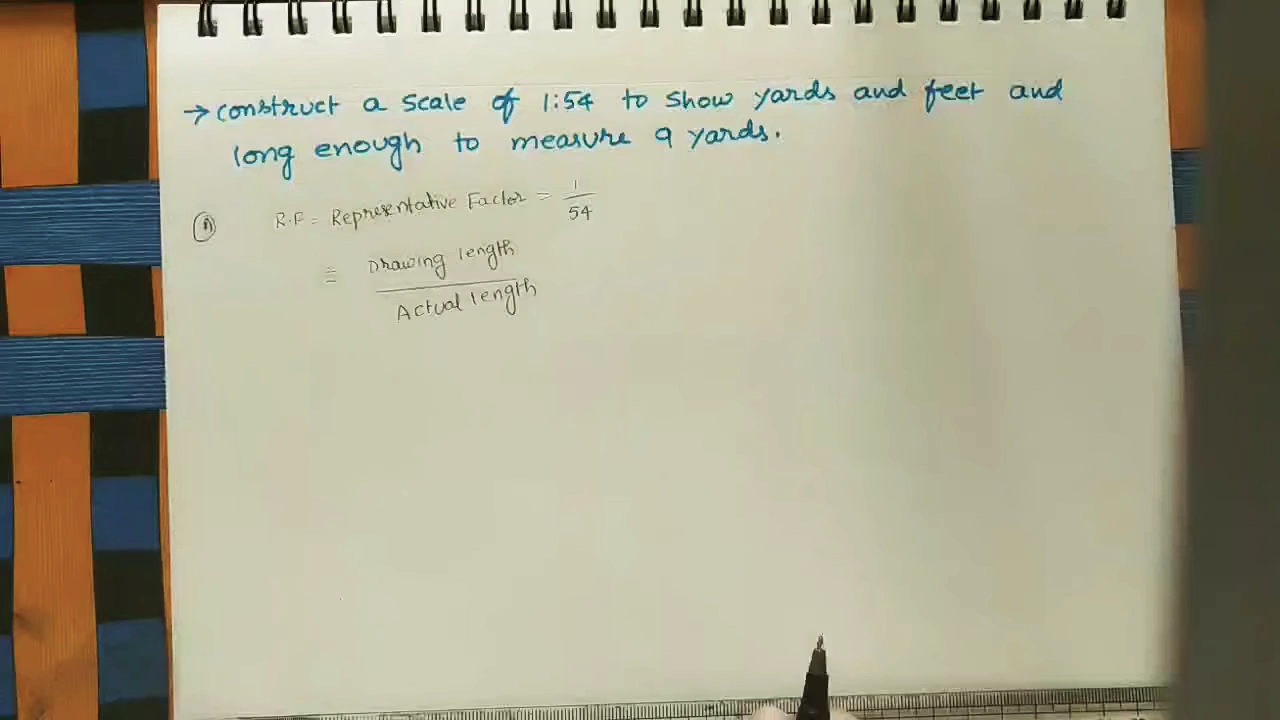 → construct a scale of 1:54 to show yards and feet and
long enough to measure 9 yards.
R.F = Representative Factor = 1/54
= Drawing length
Actual length